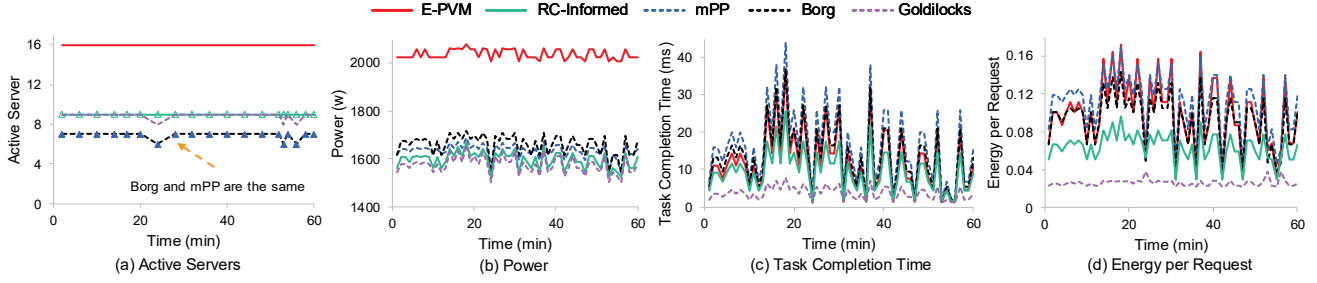 E-PVM RC-Informed mPP Borg Goldilocks
Active Server
16
12
8
4
0
0 20 40 60
Borg and mPP are the same
Time (min)
(a) Active Servers
Power (w)
2000
1800
1600
1400
0 10 20 30 40 50 60
Time (min)
(b) Power
Task Completion Time (ms)
40
30
20
10
0
0 20 40 60
Time (min)
(c) Task Completion Time
Energy per Request
0.16
0.12
0.08
0.04
0
0 20 40 60
Time (min)
(d) Energy per Request